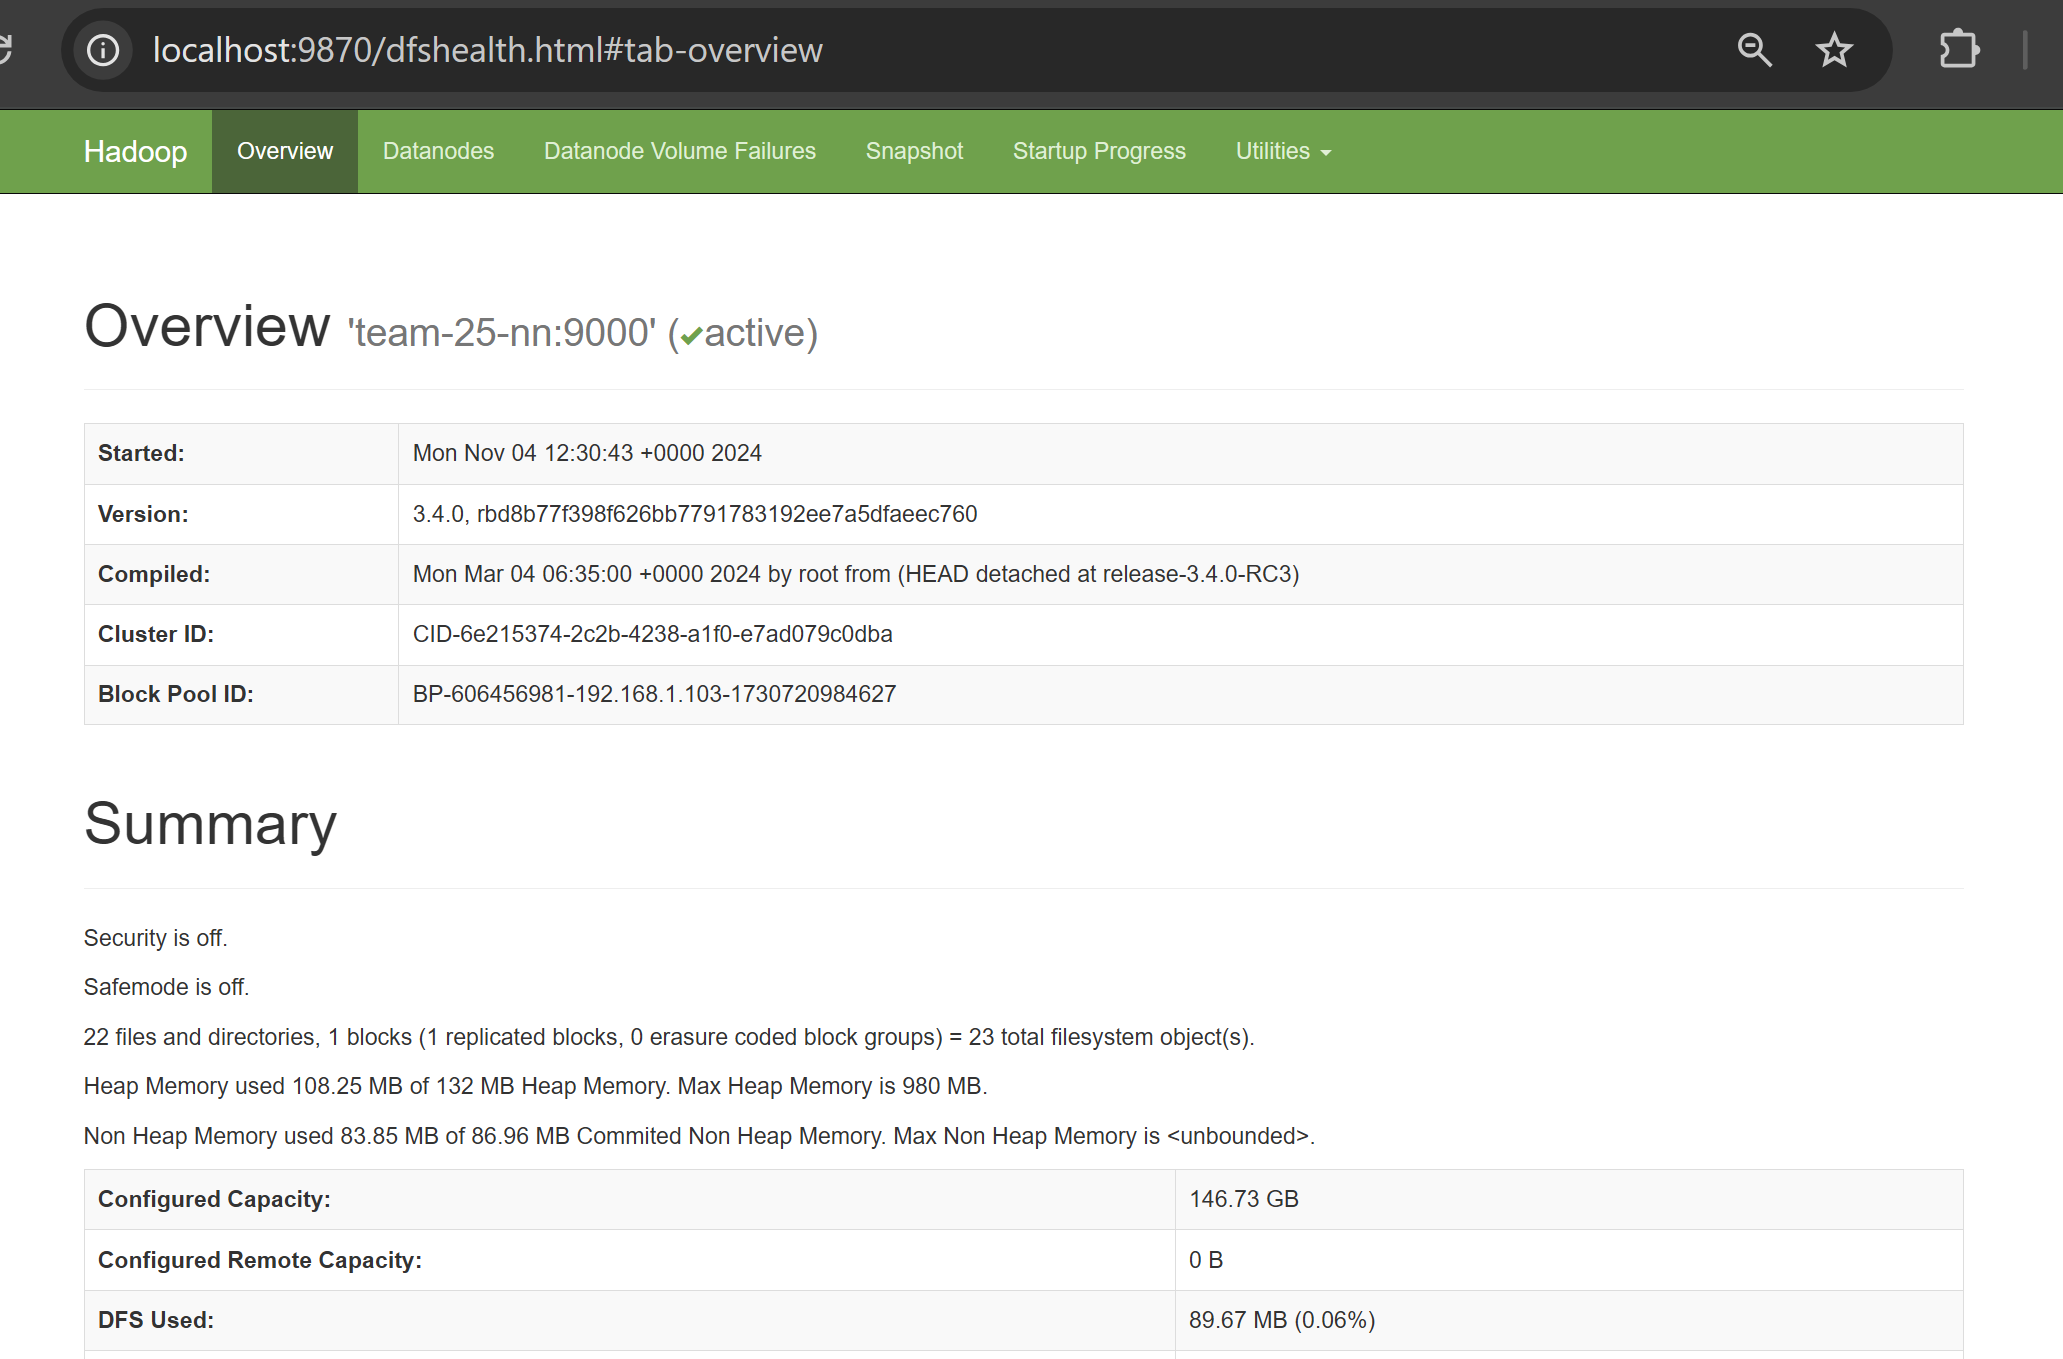 localhost:9870/dfshealth.html#tab-overview
Hadoop Overview Datanodes Datanode Volume Failures Snapshot Startup Progress Utilities
Overview 'team-25-nn:9000' (✔active)
Started: Mon Nov 04 12:30:43 +0000 2024
Version: 3.4.0, rbd8b77f398f626bb7791783192ee7a5dfaeec760
Compiled: Mon Mar 04 06:35:00 +0000 2024 by root from (HEAD detached at release-3.4.0-RC3)
Cluster ID: CID-6e215374-2c2b-4238-a1f0-e7ad079c0dba
Block Pool ID: BP-606456981-192.168.1.103-1730720984627
Summary
Security is off.
Safemode is off.
22 files and directories, 1 blocks (1 replicated blocks, 0 erasure coded block groups) = 23 total filesystem object(s).
Heap Memory used 108.25 MB of 132 MB Heap Memory. Max Heap Memory is 980 MB.
Non Heap Memory used 83.85 MB of 86.96 MB Commited Non Heap Memory. Max Non Heap Memory is <unbounded>.
Configured Capacity: 146.73 GB
Configured Remote Capacity: 0 B
DFS Used: 89.67 MB (0.06%)